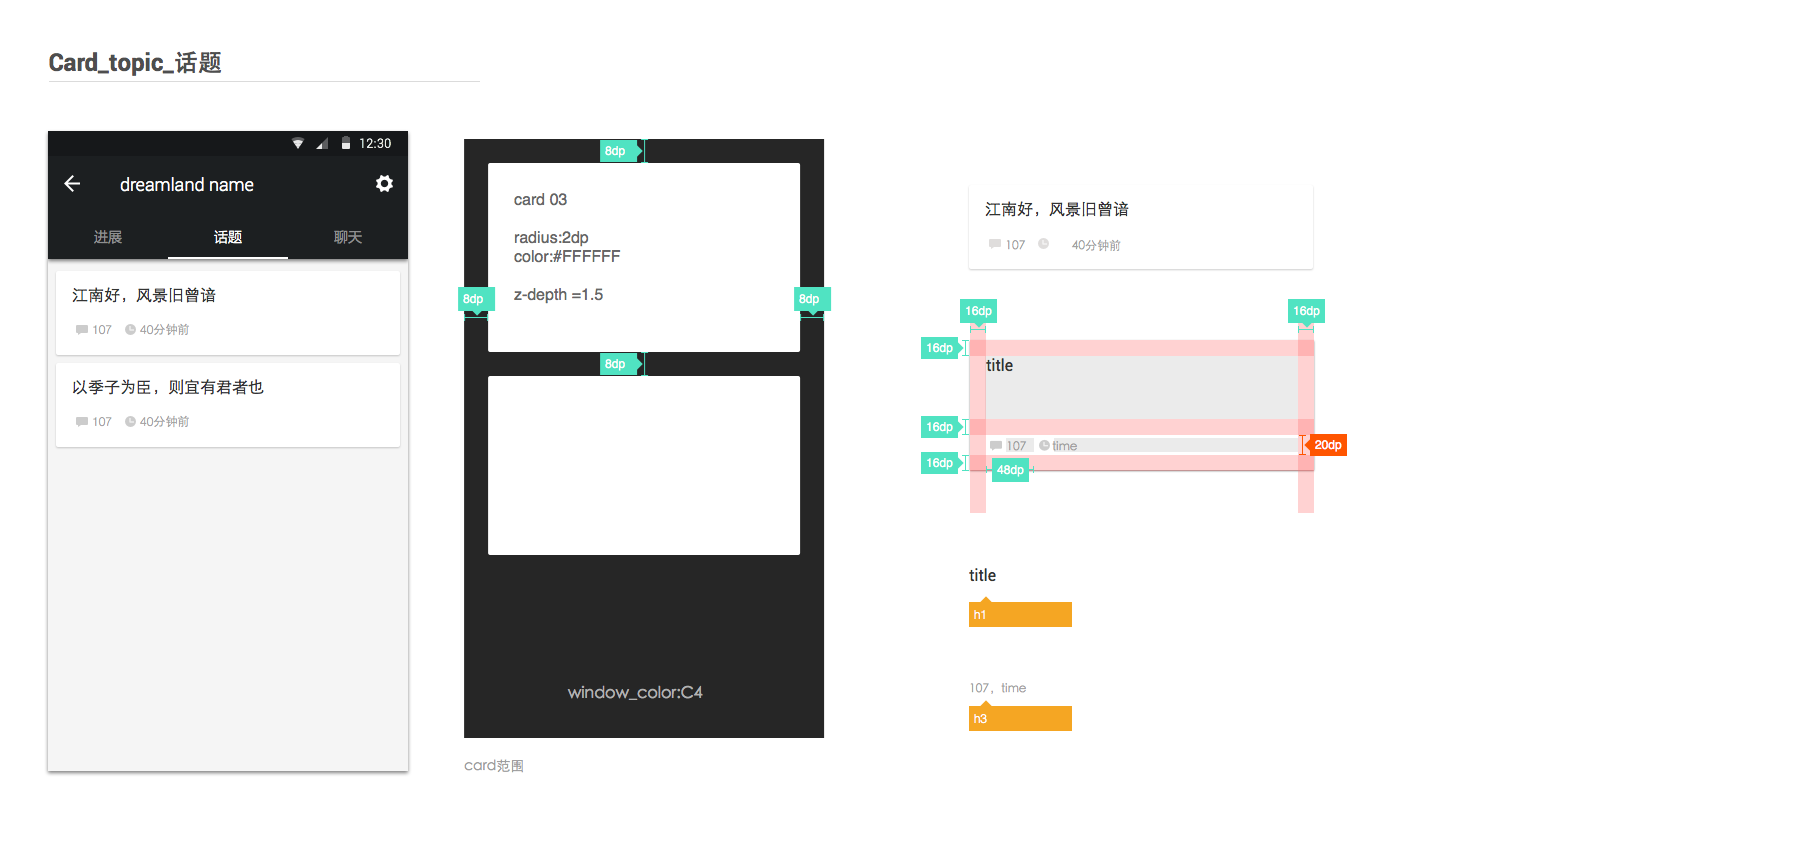 Card_topic_话题
12:30
dreamland name
进展
话题
聊天
江南好，风景旧曾谙
107
40分钟前
以季子为臣，则宜有君者也
107
40分钟前
8dp
card 03
radius:2dp
color:#FFFFFF
z-depth =1.5
8dp
8dp
8dp
window_color:C4
card范围
江南好，风景旧曾谙
107
40分钟前
16dp
16dp
16dp
title
16dp
107
time
20dp
16dp
48dp
title
h1
107，time
h3